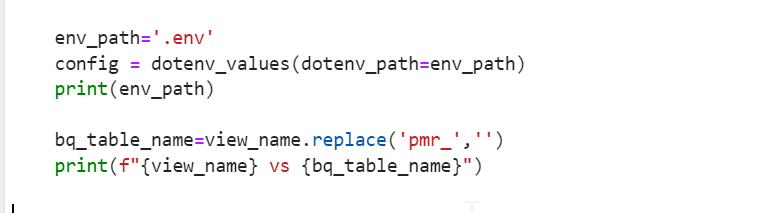 env_path='.env'
config = dotenv_values(dotenv_path=env_path)
print(env_path)
bq_table_name=view_name.replace('pmr_','')
print(f"{view_name} vs {bq_table_name}")